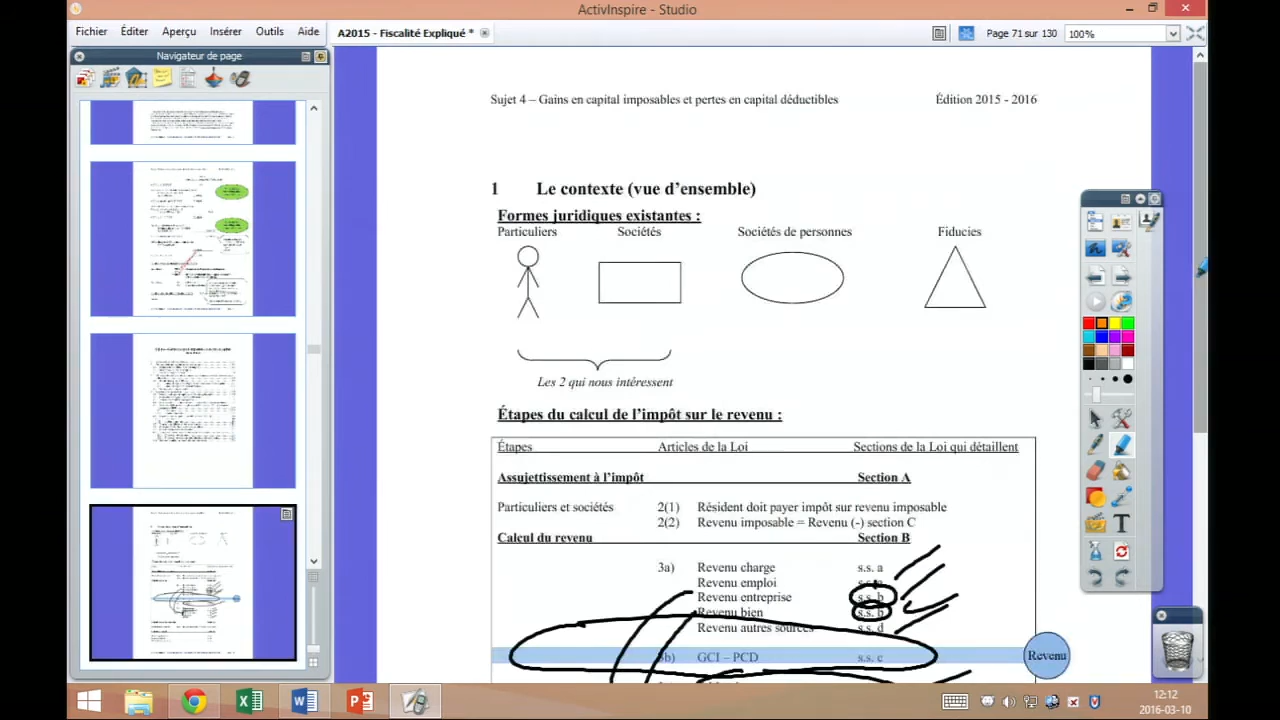 ActivInspire - Studio
Fichier Éditer Aperçu Insérer Outils Aide
A2015 - Fiscalité Expliqué *
Page 71 sur 130
100%
Navigateur de page
Sujet 4 – Gains en capital imposables et pertes en capital déductibles
Édition 2015 - 2016
1 Le contexte (vue d'ensemble)
Formes juridiques existantes :
Particuliers Sociétés Sociétés de personnes Fiducies
Les 2 qui nous intéressent
Étapes du calcul de l'impôt sur le revenu :
Étapes Articles de la Loi Sections de la Loi qui détaillent
Assujettissement à l'impôt Section A
Particuliers et sociétés 2(1) Résident doit payer impôt sur revenu imposable
2(2) Revenu imposable = Revenu (-) section C
Calcul du revenu Section B
3a) Revenu charge s.s. a
Revenu emploi
Revenu entreprise s.s. b
Revenu bien s.s. b
Revenu autres sources s.s. d
3b) GCI – PCD s.s. c
Revenu
12:12
2016-03-10